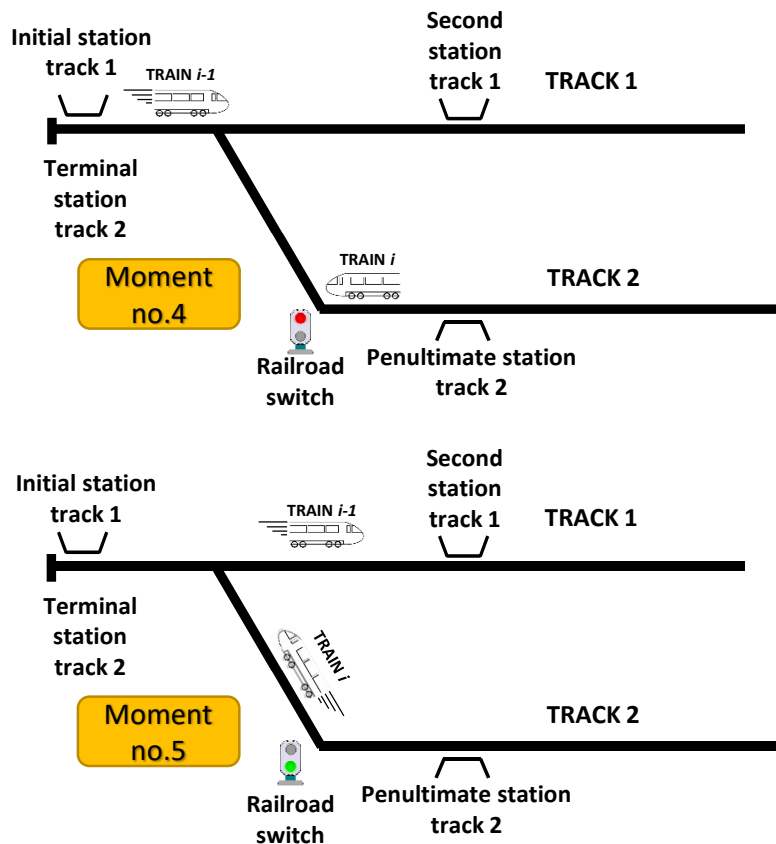 Initial station
track 1
TRAIN i-1
Second
station
track 1
TRACK 1
Terminal
station
track 2
Moment
no.4
TRAIN i
TRACK 2
Railroad
switch
Penultimate station
track 2
Initial station
track 1
TRAIN i-1
Second
station
track 1
TRACK 1
Terminal
station
track 2
TRAIN i
Moment
no.5
TRACK 2
Railroad
switch
Penultimate station
track 2